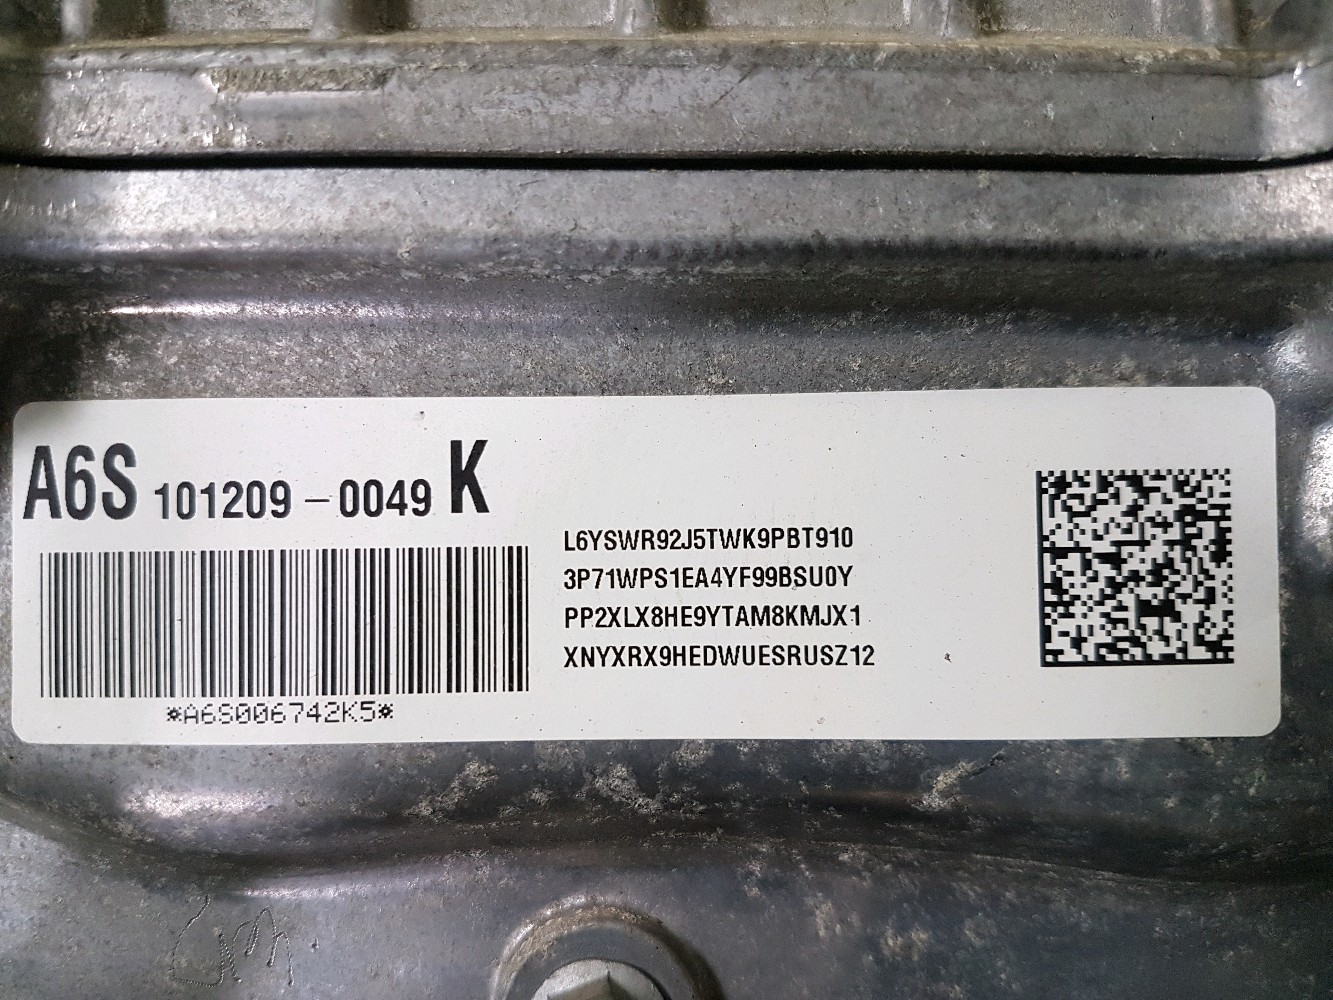 A6S 101209-0049 K
L6YSWR92J5TWK9PBT910
3P71WPS1EA4YF99BSU0Y
PP2XLX8HE9YTAM8KMJX1
XNYXRX9HEDWUESRUSZ12
*A6S006742K5*